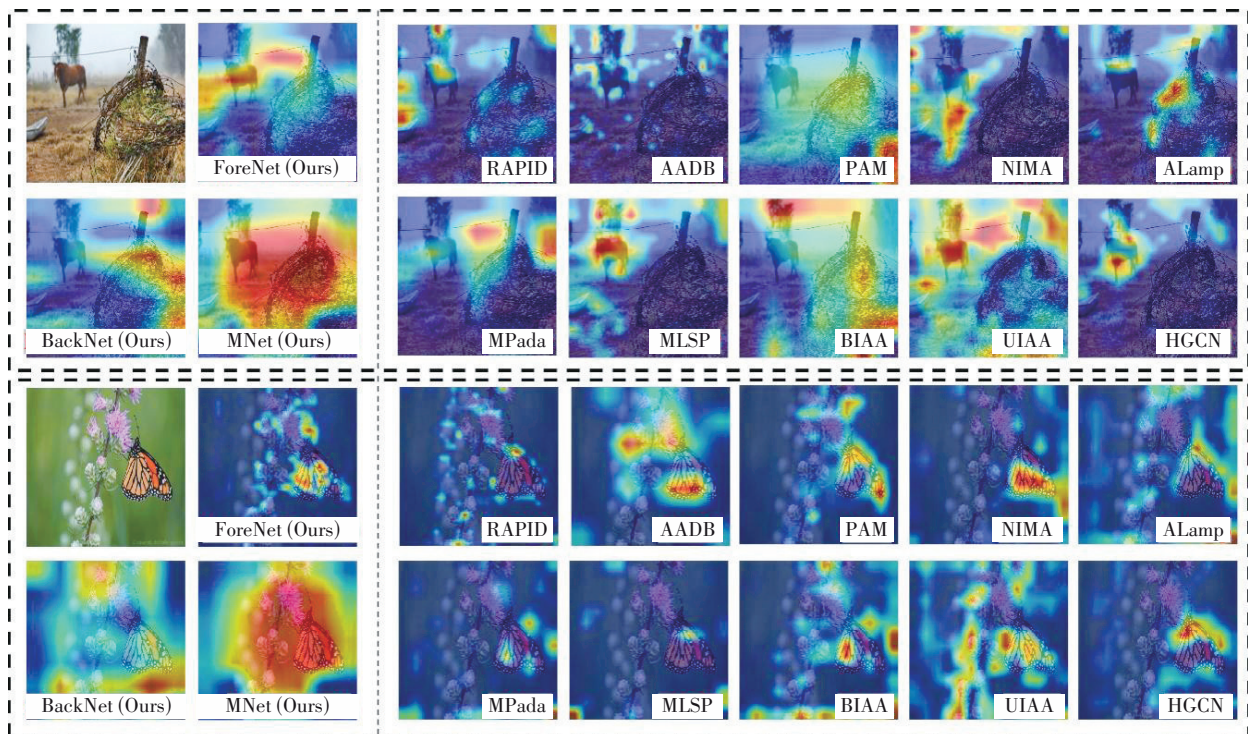 ForeNet (Ours)
RAPID
AADB
PAM
NIMA
ALamp
BackNet (Ours)
MNet (Ours)
MPada
MLSP
BIAA
UIAA
HGCN
ForeNet (Ours)
RAPID
AADB
PAM
NIMA
ALamp
BackNet (Ours)
MNet (Ours)
MPada
MLSP
BIAA
UIAA
HGCN